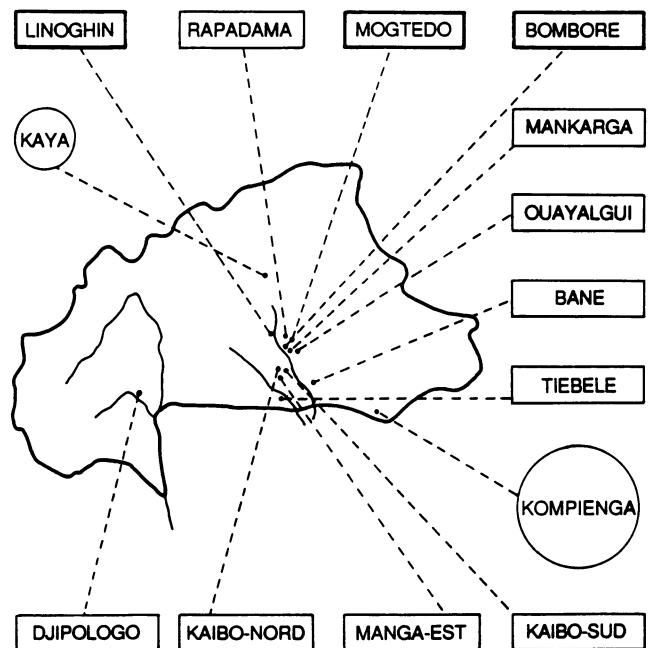 LINOGHIN
RAPADAMA
MOGTEDO
BOMBORE
KAYA
MANKARGA
OUAYALGUI
BANE
TIEBELE
KOMPIENGA
DJIPOLOGO
KAIBO-NORD
MANGA-EST
KAIBO-SUD